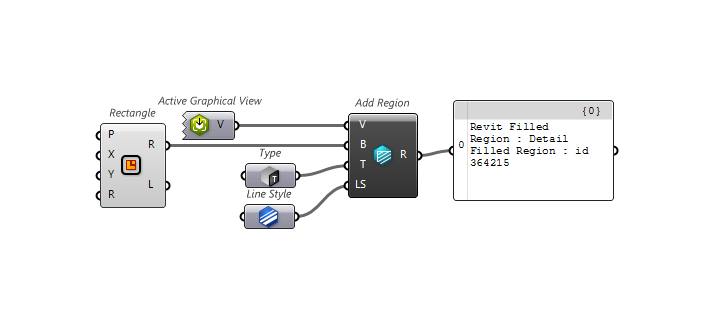 Active Graphical View
Rectangle
P
X
Y
R
R
L
V
Type
T
Line Style
Add Region
V
B
T
LS
R
{0}
0
Revit Filled
Region : Detail
Filled Region : id
364215